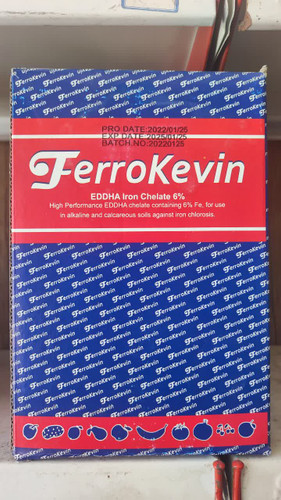 PRO DATE:2022/01/25
EXP DATE:2025/01/25
BATCH.NO:20220125
FerroKevin
EDDHA Iron Chelate 6%
High Performance EDDHA chelate containing 6% Fe, for use
in alkaline and calcareous soils against iron chlorosis.